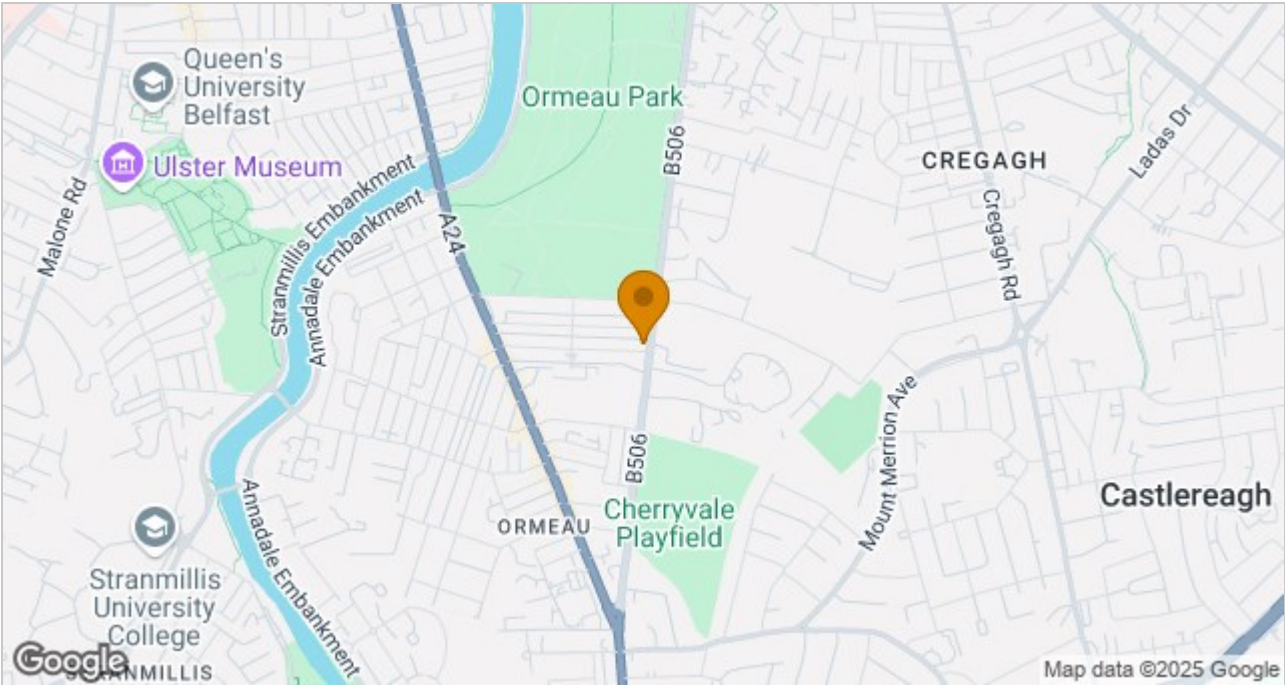 Queen's
University
Belfast
Ulster Museum
Malone Rd
Stranmillis Embankment
Annadale Embankment
A24
Ormeau Park
B506
CREGAGH
Ladas Dr
Cregagh Rd
Mount Merrion Ave
B506
Cherryvale
Playfield
ORMEAU
Castlereagh
Annadale Embankment
Stranmillis
University
College
STRANMILLIS
Google
Map data ©2025 Google